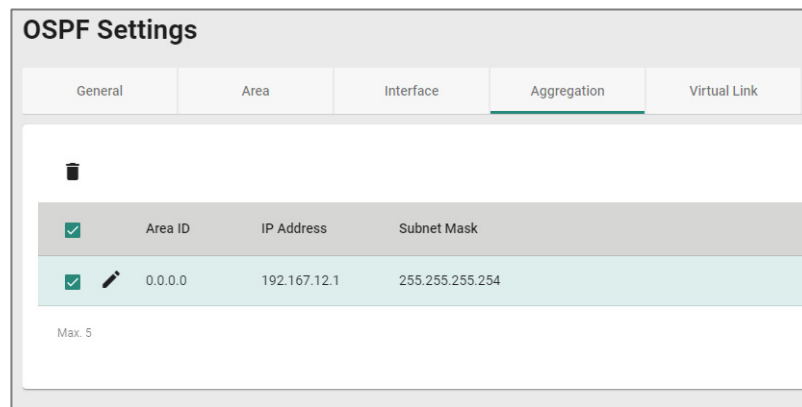 OSPF Settings
General Area Interface Aggregation Virtual Link
Area ID IP Address Subnet Mask
0.0.0.0 192.167.12.1 255.255.255.254
Max. 5